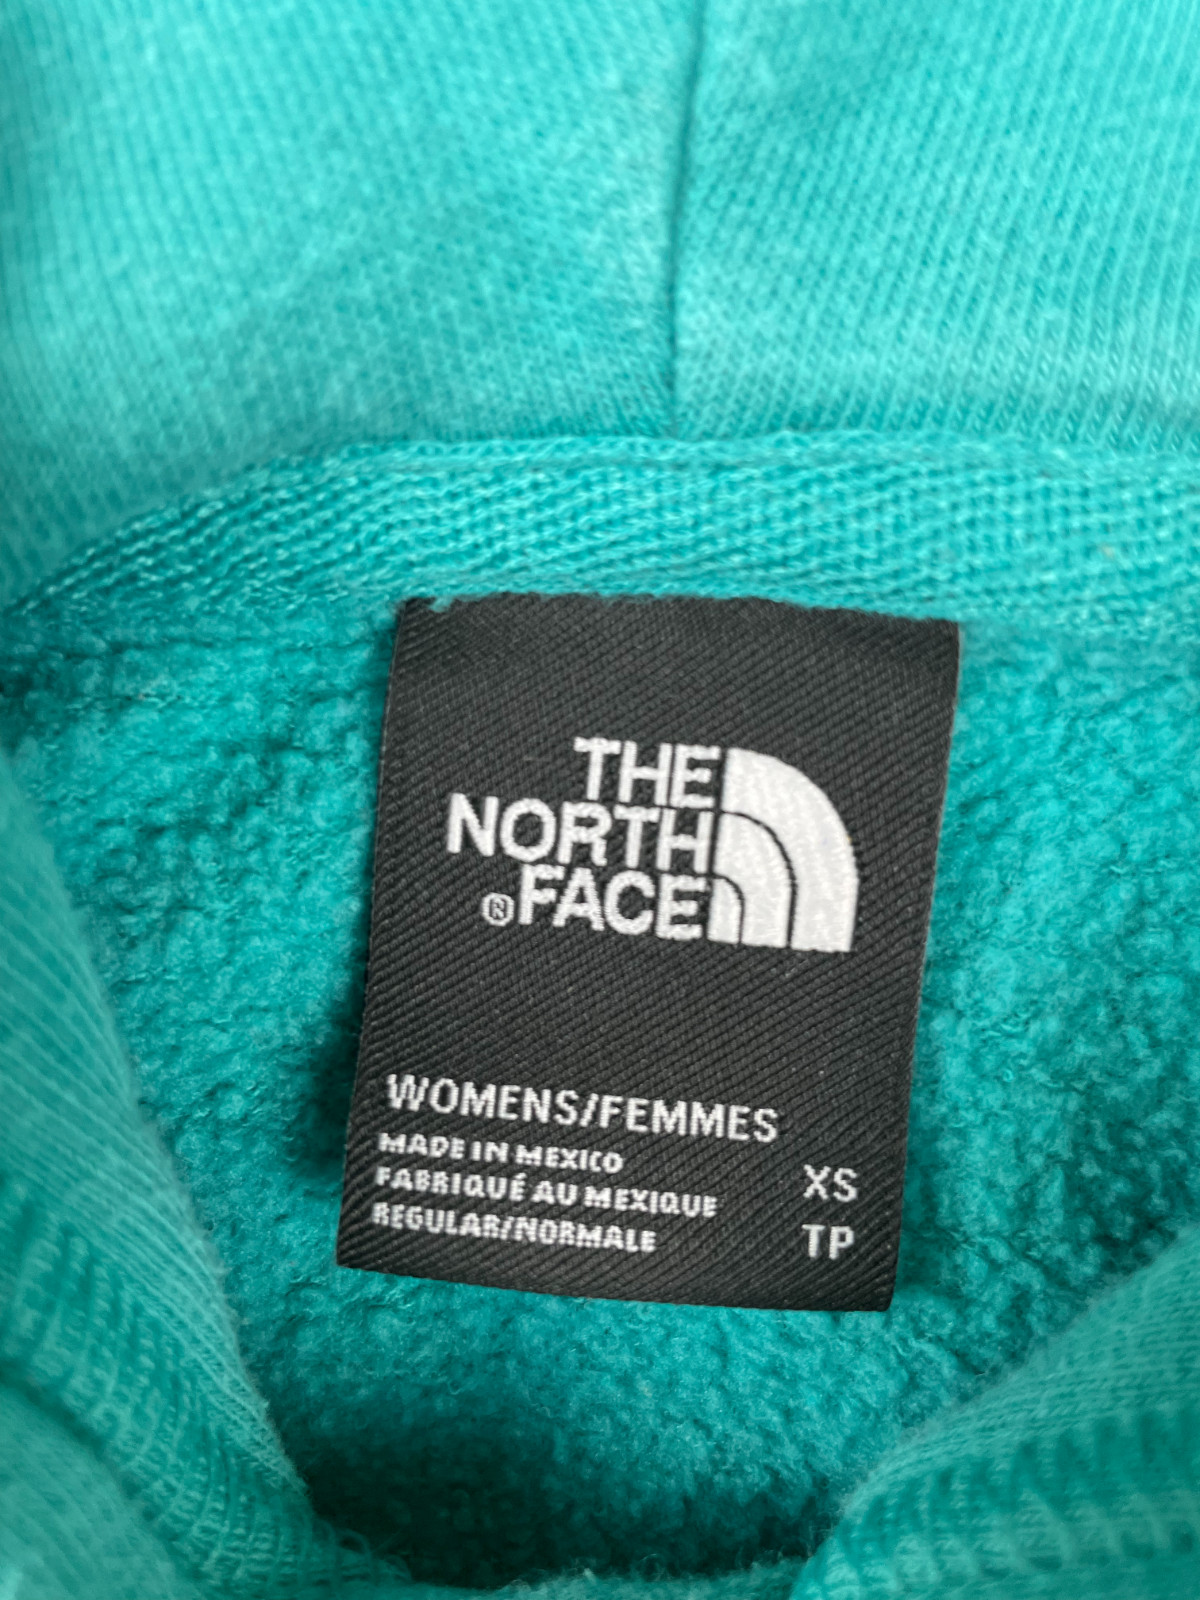 THE
NORTH
®FACE
WOMENS/FEMMES
MADE IN MEXICO
FABRIQUÉ AU MEXIQUE
REGULAR/NORMALE
XS
TP